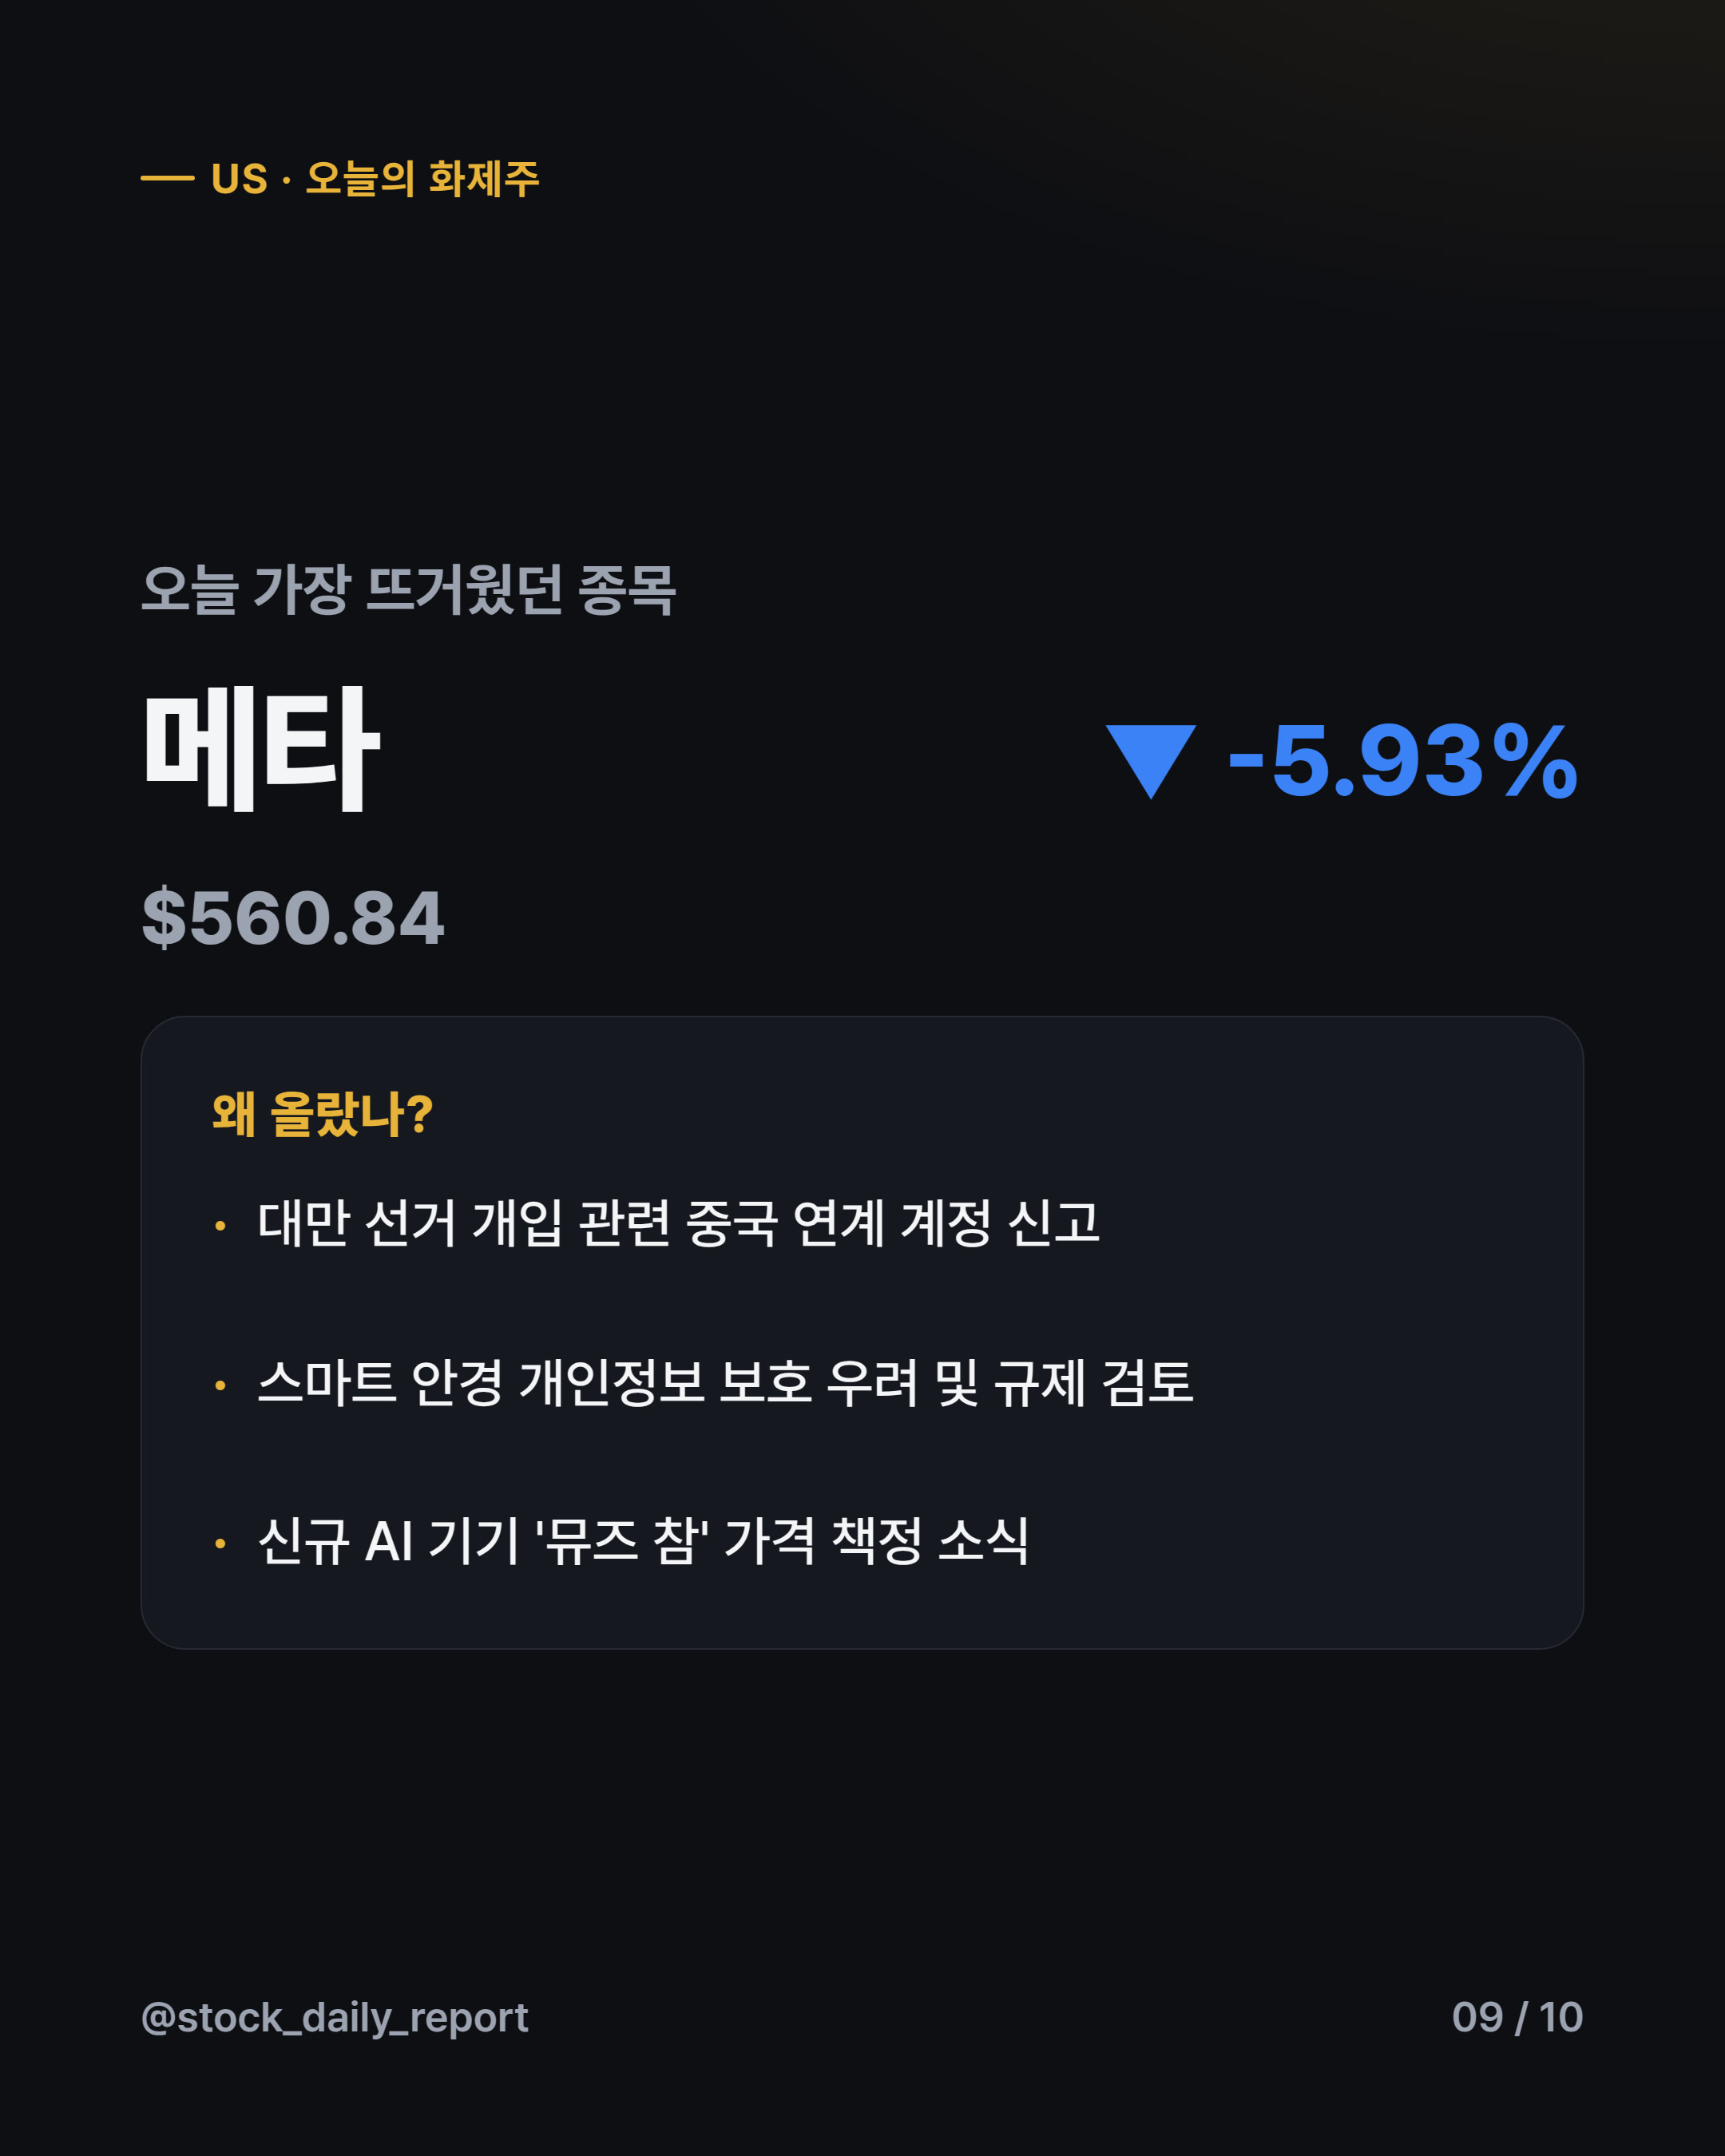 — US · 오늘의 화제주
오늘 가장 뜨거웠던 종목
메타
▼ -5.93%
$560.84
왜 올랐나?
• 대만 선거 개입 관련 중국 연계 계정 신고
• 스마트 안경 개인정보 보호 우려 및 규제 검토
• 신규 AI 기기 '뮤즈 참' 가격 책정 소식
@stock_daily_report
09 / 10